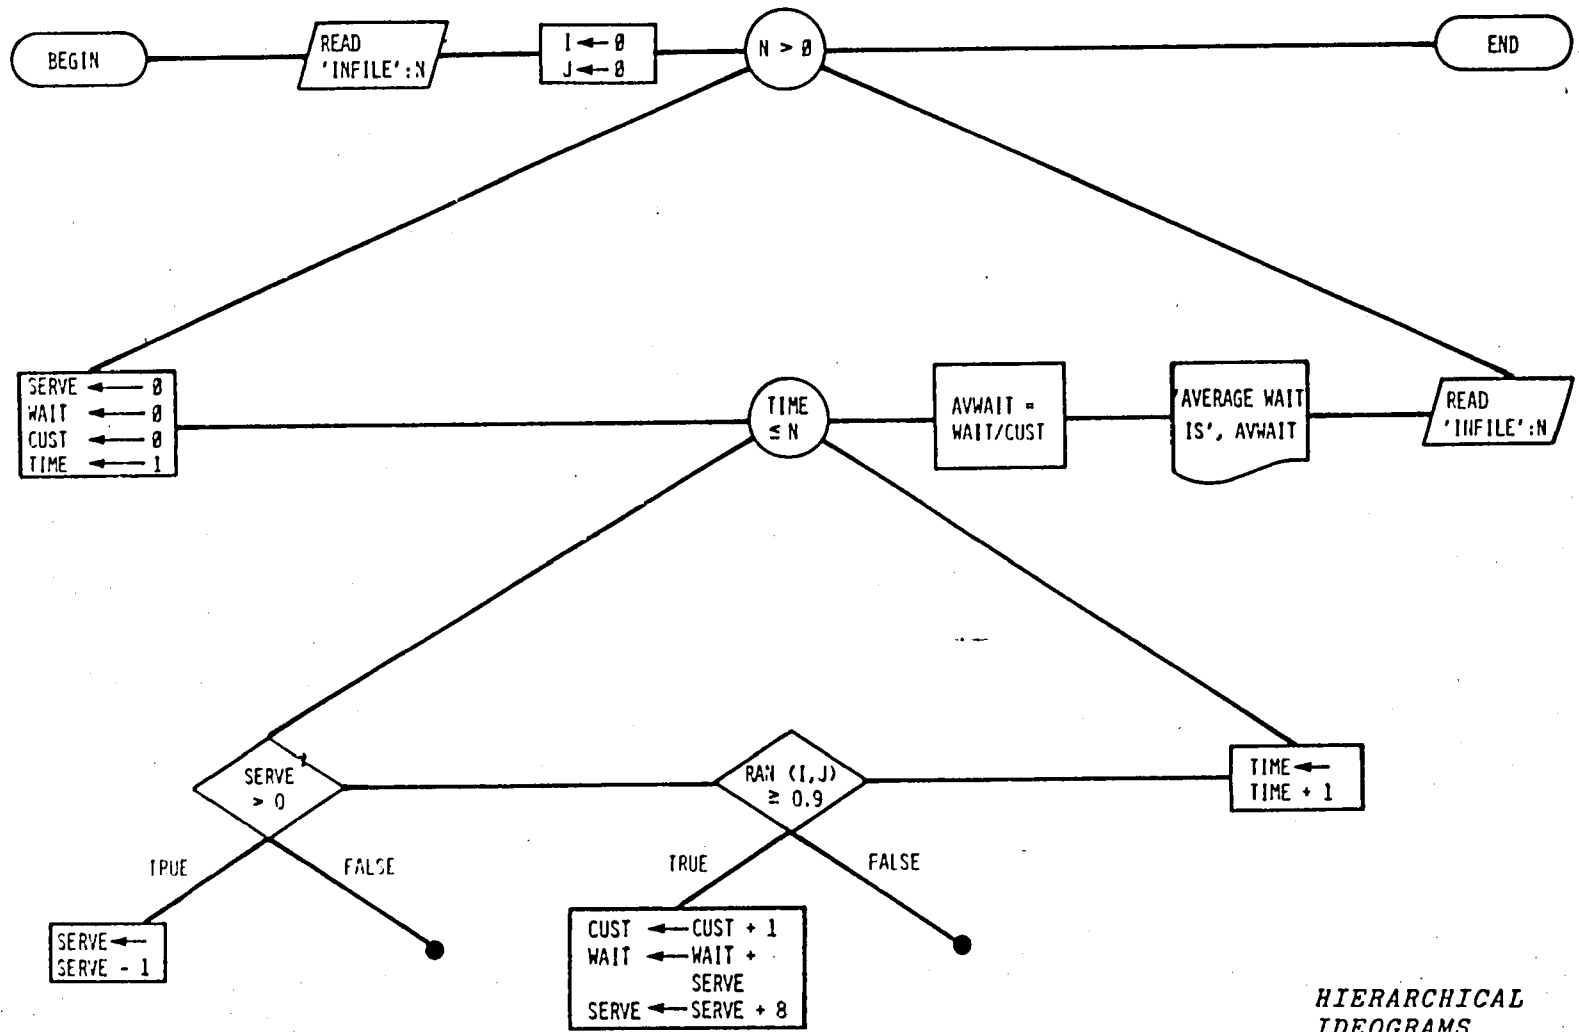 BEGIN
READ
'INFILE':N
I ← 0
J ← 0
N > 0
END
SERVE ← 0
WAIT ← 0
CUST ← 0
TIME ← 1
TIME
≤ N
AVWAIT =
WAIT/CUST
'AVERAGE WAIT
IS', AVWAIT
READ
'INFILE':N
SERVE
> 0
RAN (I,J)
≥ 0.9
TIME ←
TIME + 1
TRUE
FALSE
TRUE
FALSE
SERVE ←
SERVE - 1
CUST ← CUST + 1
WAIT ← WAIT +
SERVE
SERVE ← SERVE + 8
HIERARCHICAL
IDEOGRAMS